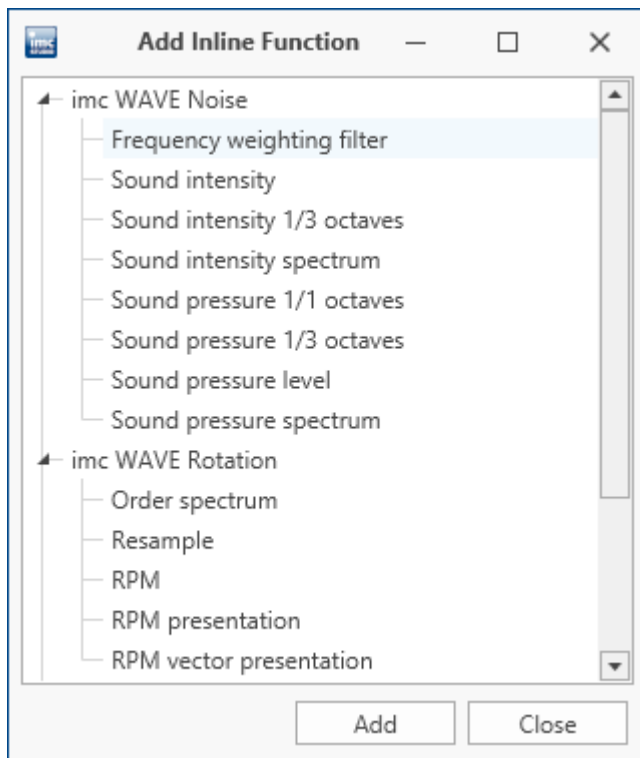 imc
STUDIO
Add Inline Function
imc WAVE Noise
Frequency weighting filter
Sound intensity
Sound intensity 1/3 octaves
Sound intensity spectrum
Sound pressure 1/1 octaves
Sound pressure 1/3 octaves
Sound pressure level
Sound pressure spectrum
imc WAVE Rotation
Order spectrum
Resample
RPM
RPM presentation
RPM vector presentation
Add Close